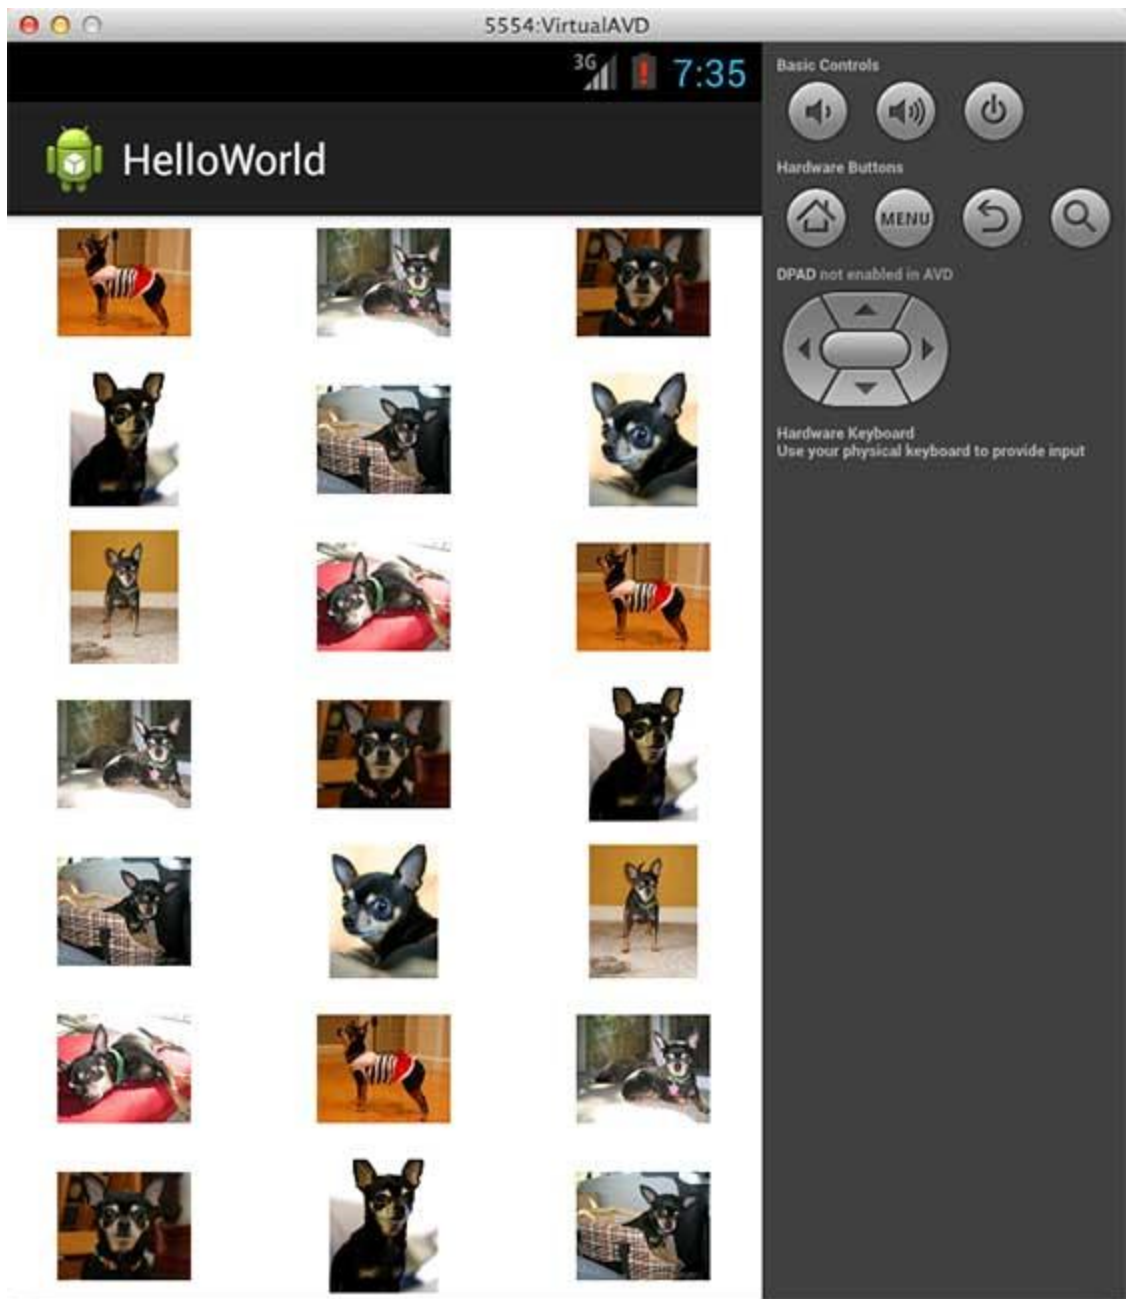 5554:VirtualAVD
3G
7:35
HelloWorld
Basic Controls
Hardware Buttons
MENU
DPAD not enabled in AVD
Hardware Keyboard
Use your physical keyboard to provide input